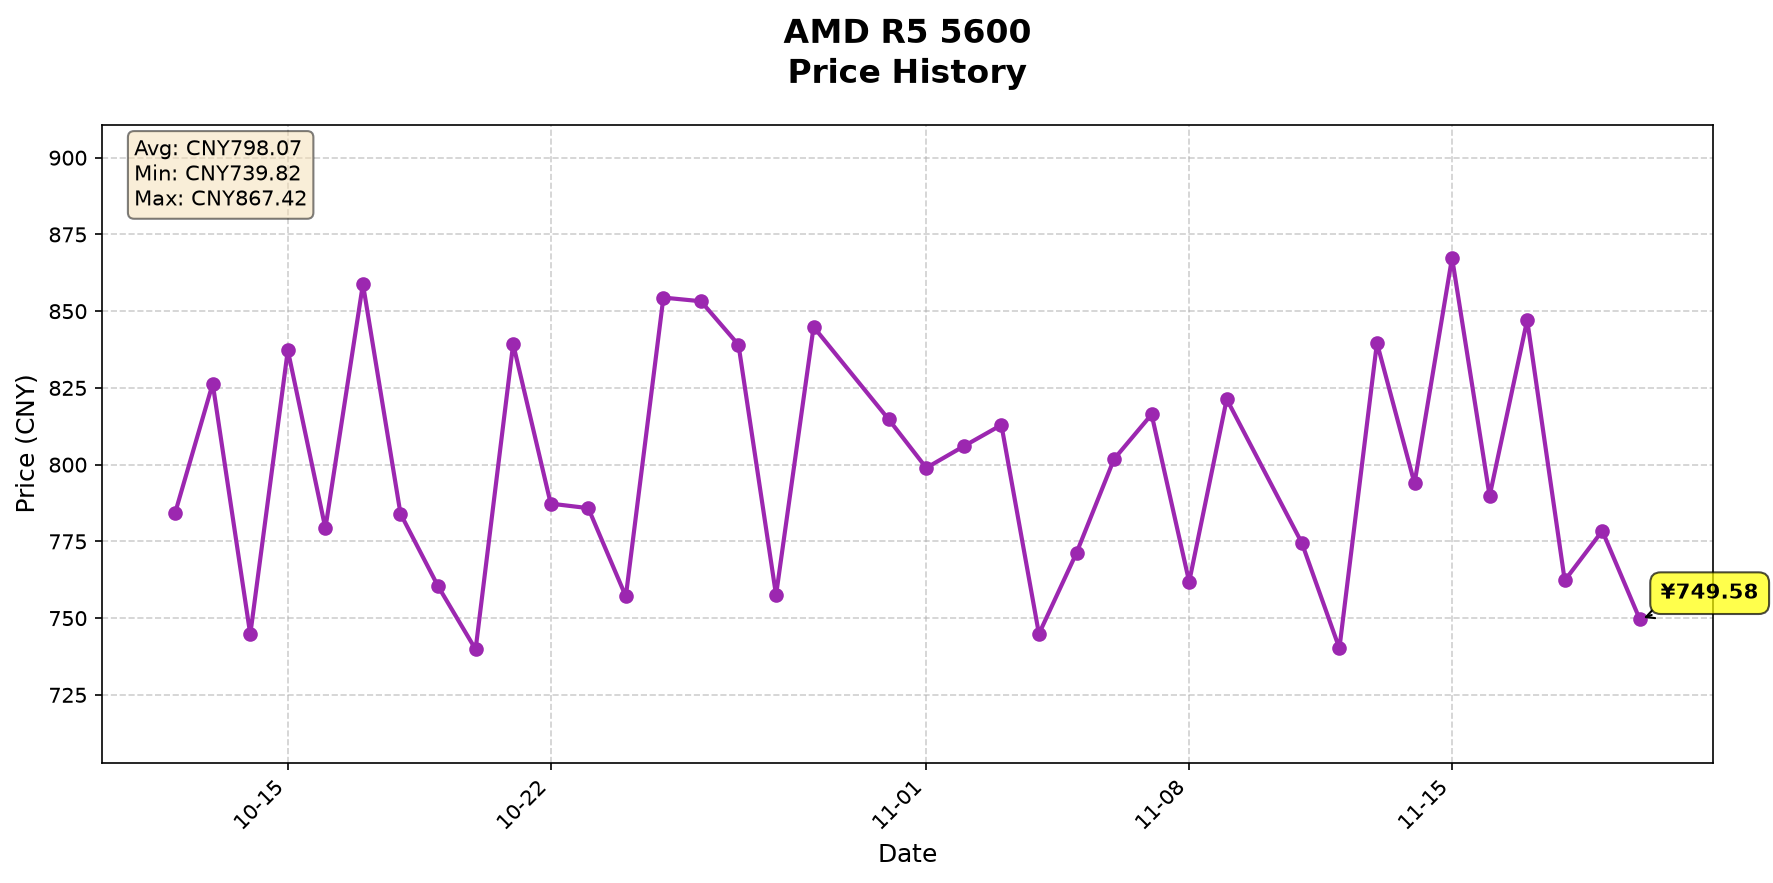 AMD R5 5600
Price History
Avg: CNY798.07
Min: CNY739.82
Max: CNY867.42
900
875
850
825
800
775
750
725
Price (CNY)
¥749.58
10-15
10-22
11-01
11-08
11-15
Date